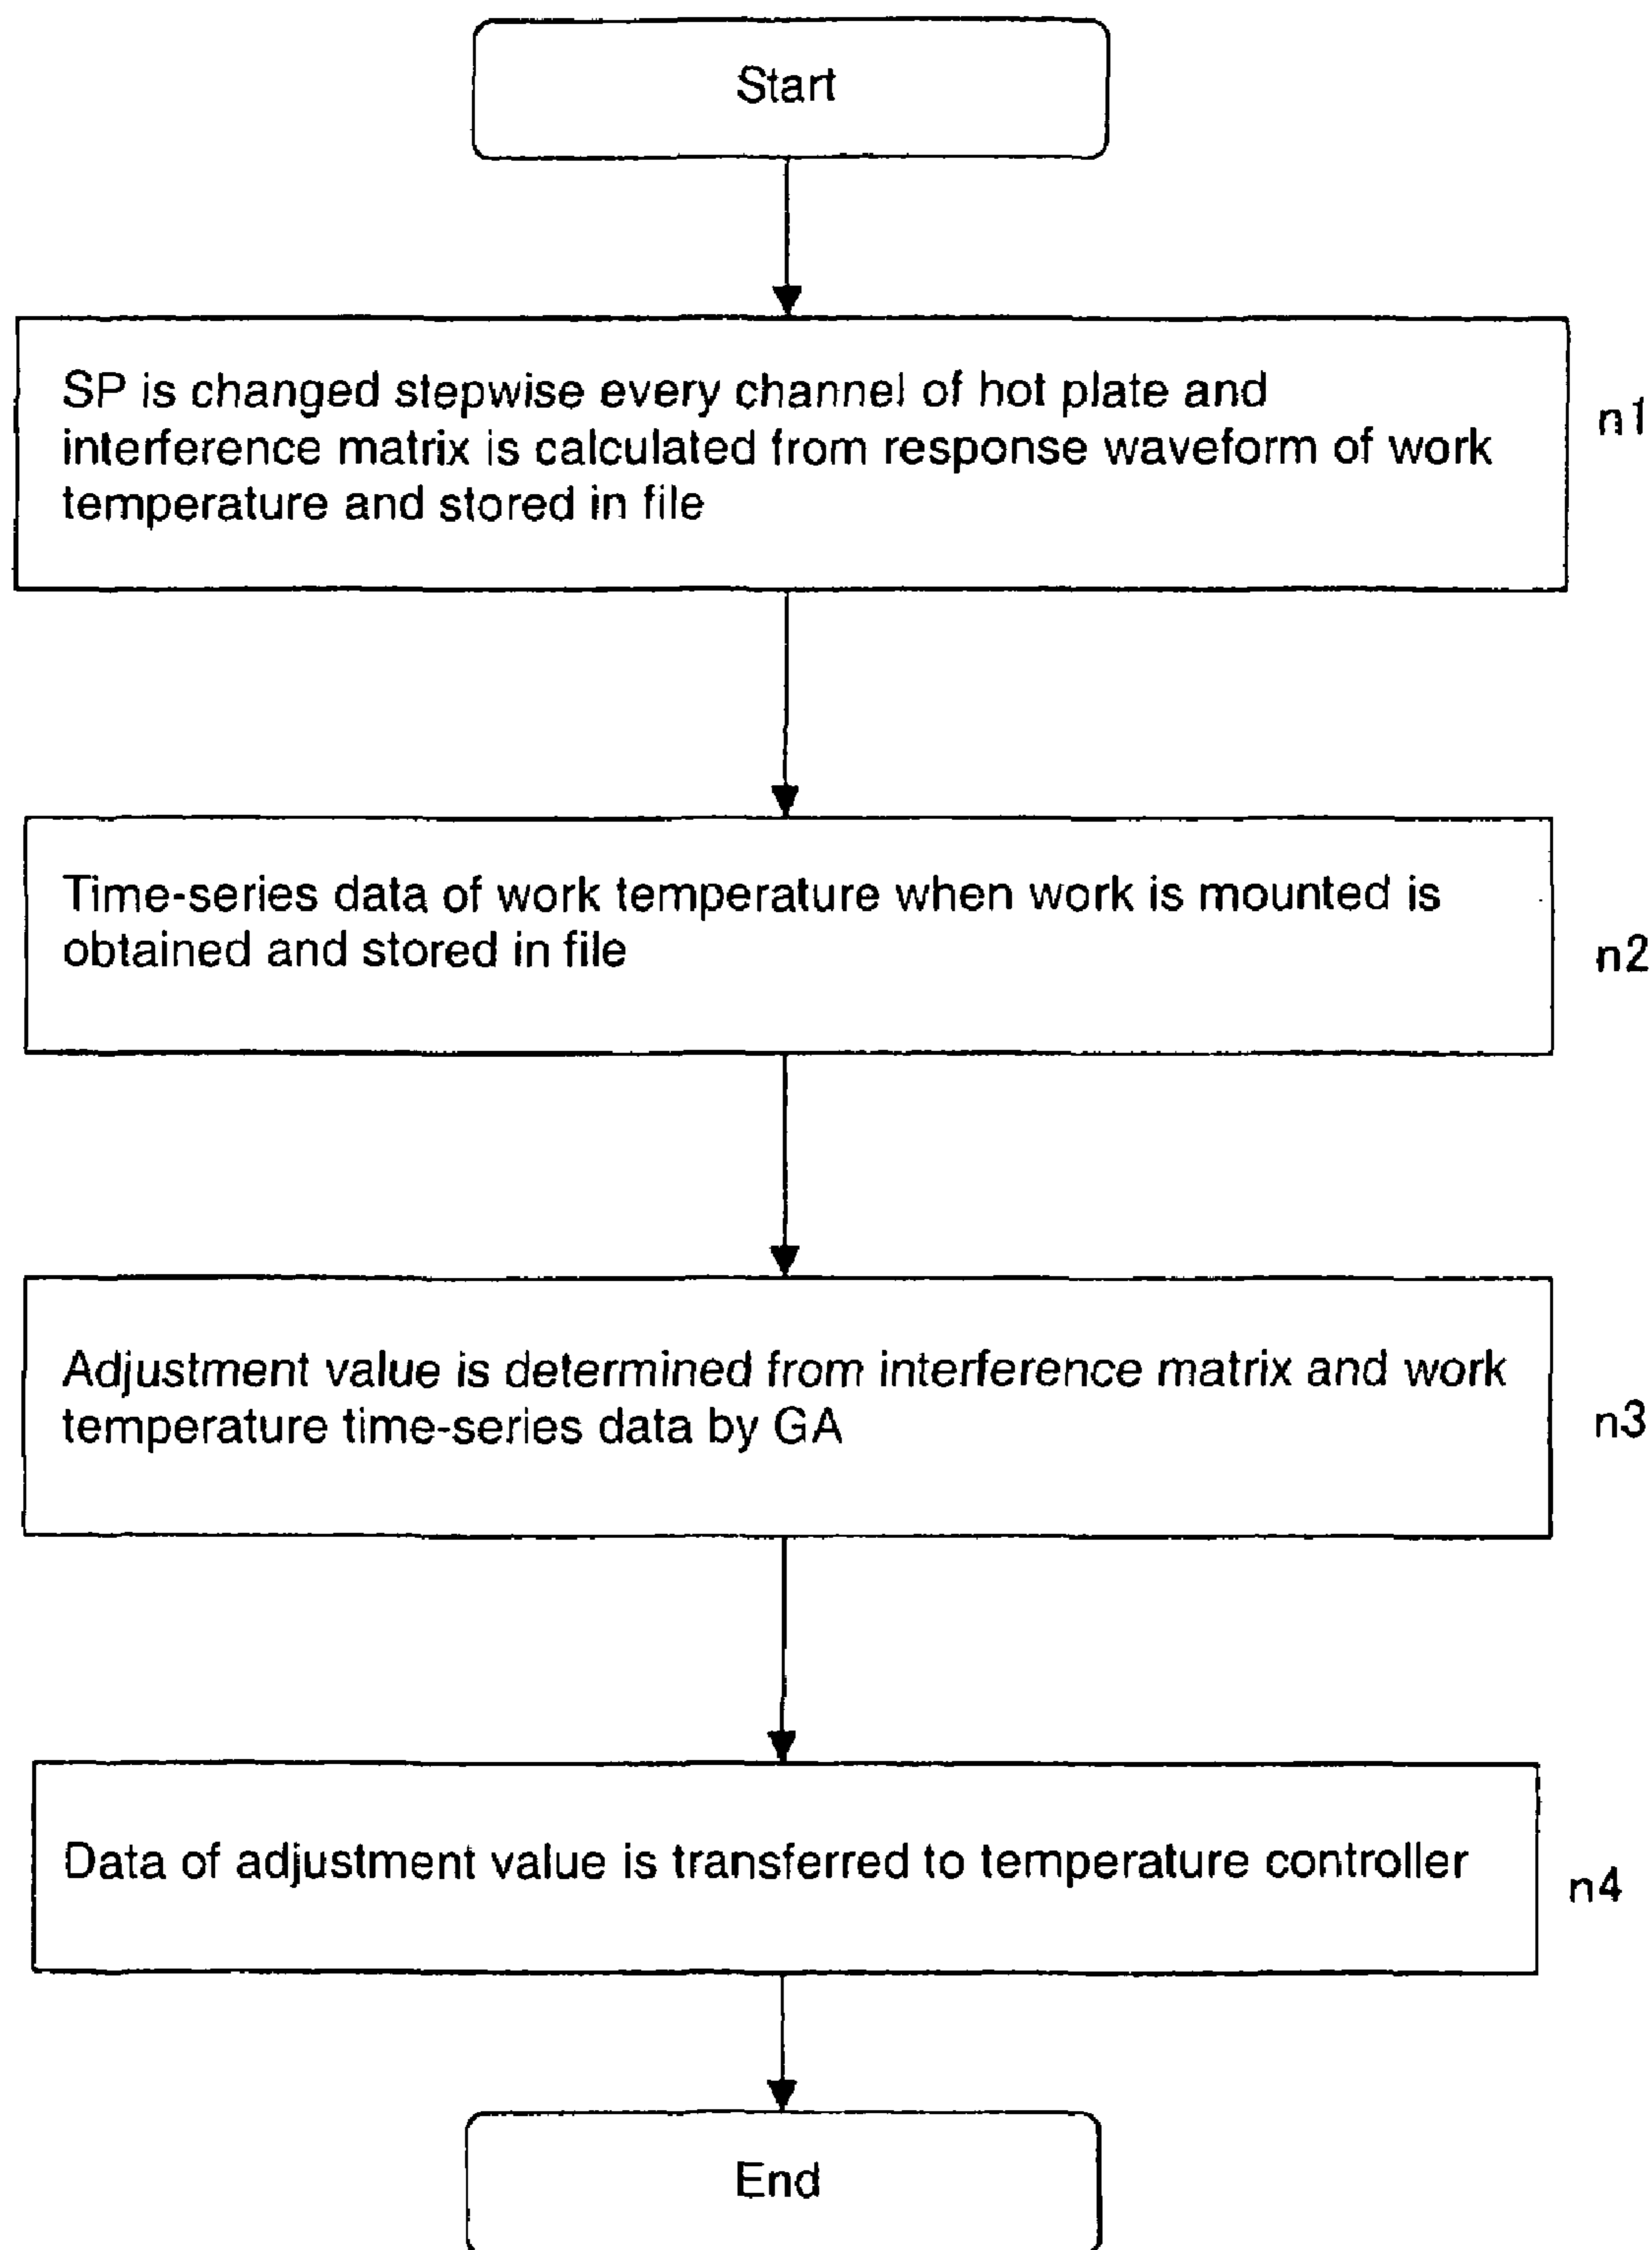 Start
SP is changed stepwise every channel of hot plate and
interference matrix is calculated from response waveform of work
temperature and stored in file
n1
Time-series data of work temperature when work is mounted is
obtained and stored in file
n2
Adjustment value is determined from interference matrix and work
temperature time-series data by GA
n3
Data of adjustment value is transferred to temperature controller
n4
End